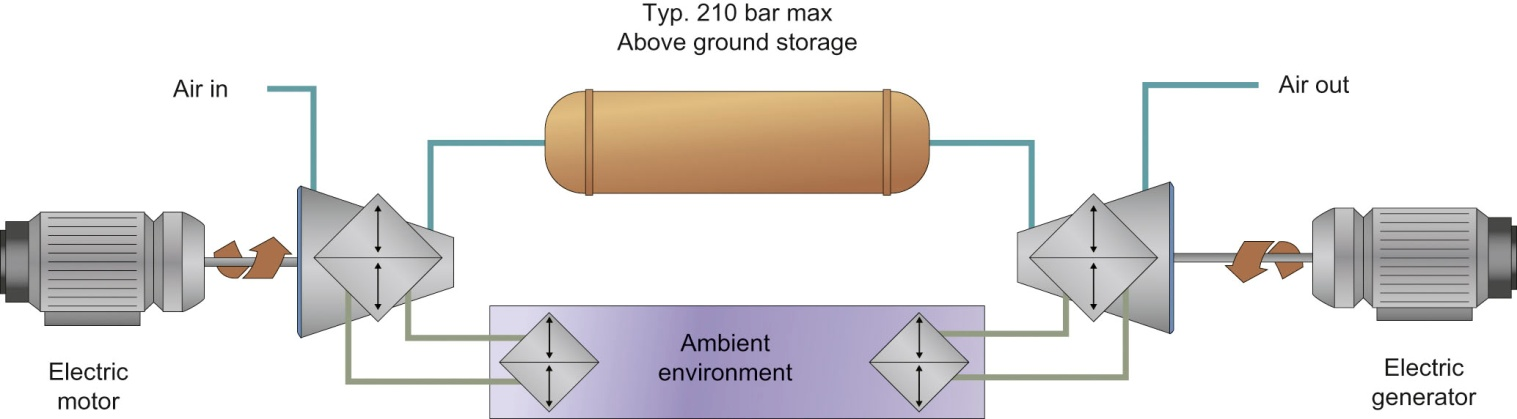 Typ. 210 bar max
Above ground storage
Air in
Air out
Ambient
environment
Electric
motor
Electric
generator